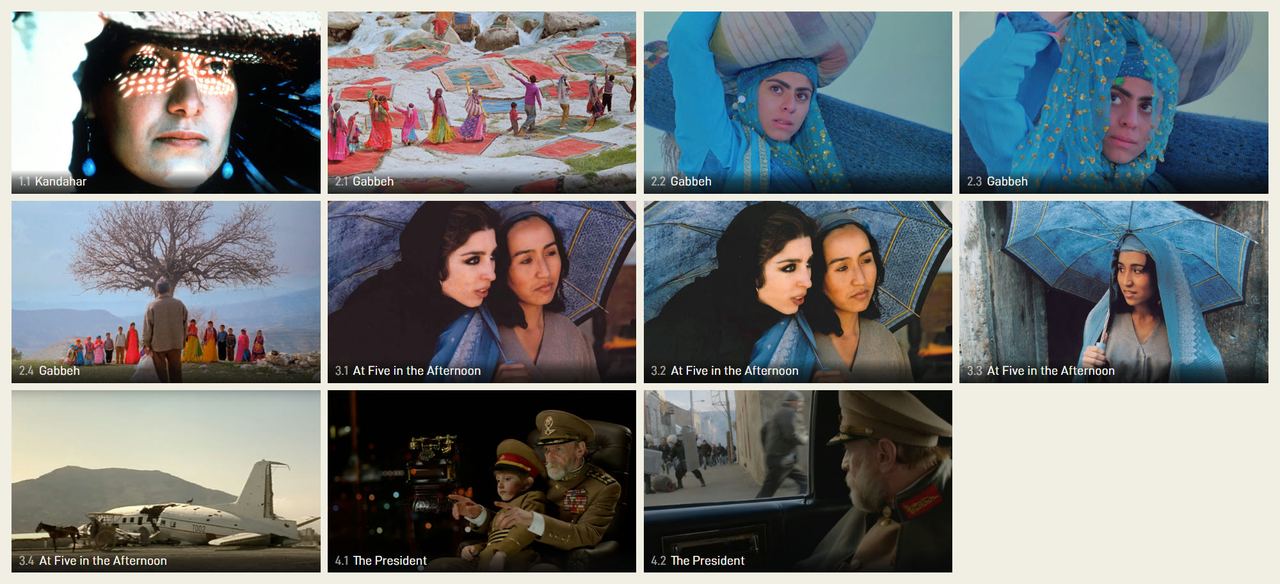 1.1 Kandahar
2.1 Gabbeh
2.2 Gabbeh
2.3 Gabbeh
2.4 Gabbeh
3.1 At Five in the Afternoon
3.2 At Five in the Afternoon
3.3 At Five in the Afternoon
3.4 At Five in the Afternoon
4.1 The President
4.2 The President